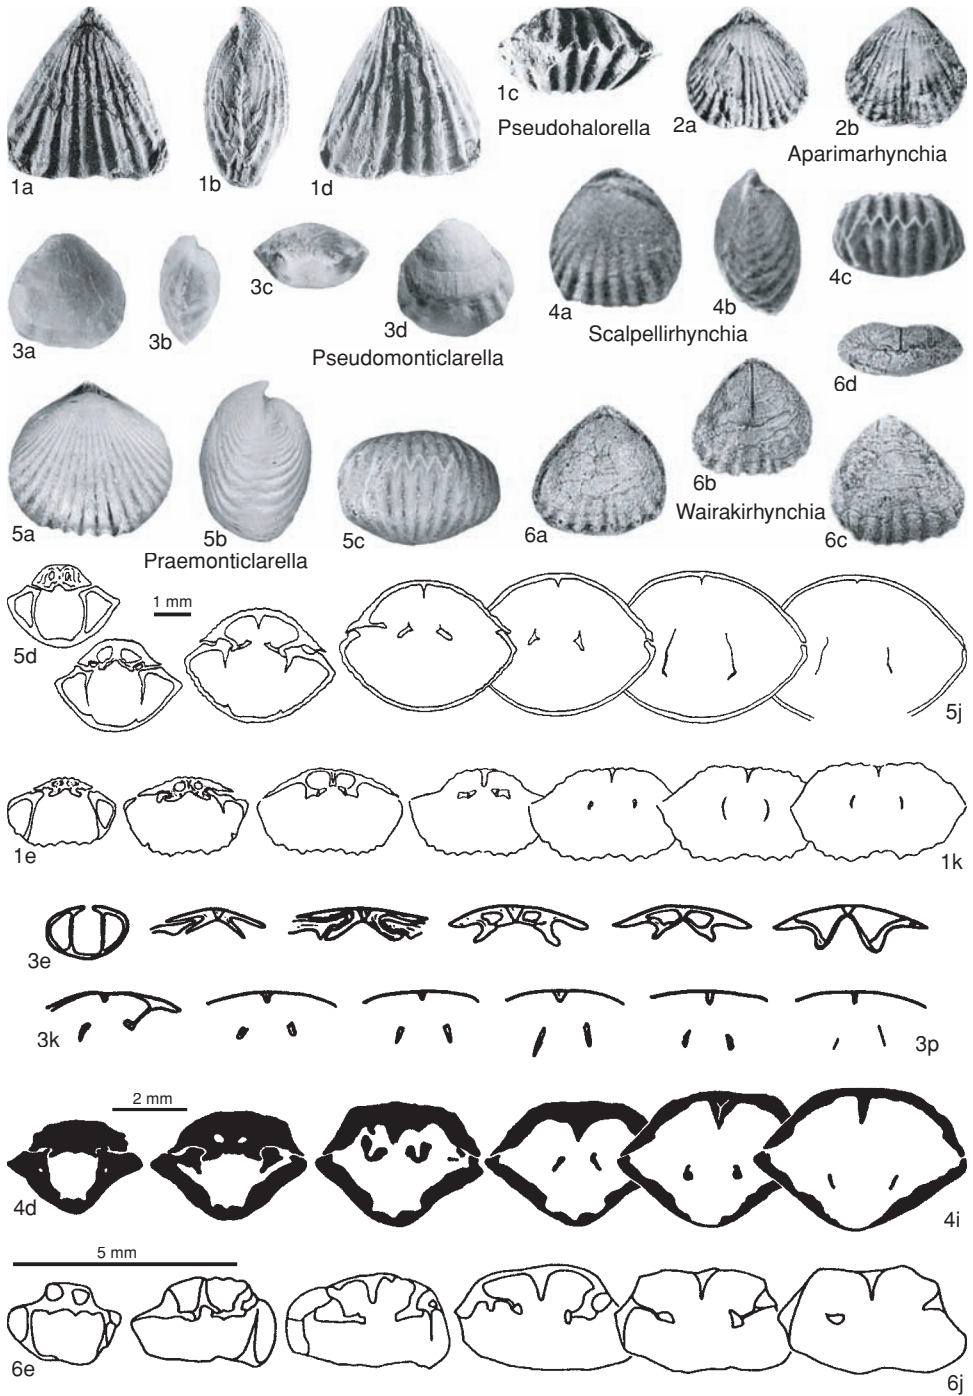 1a
1b
1d
1c
Pseudohalorella
2a
2b
Aparimarhynchia
3a
3b
3c
3d
Pseudomonticlarella
4a
4b
Scalpellirhynchia
4c
6d
5a
5b
Praemonticlarella
5c
6a
6b
Wairakirhynchia
6c
5d
1 mm
5j
1e
1k
3e
3k
3p
2 mm
4d
4i
5 mm
6e
6j